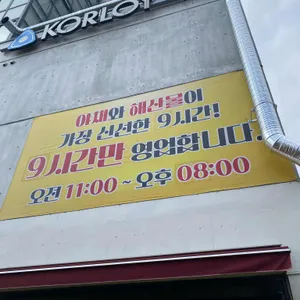 KORLOY
야채와 해산물이
가장 신선한 9시간!
9시간만 영업합니다.
오전 11:00 ~ 오후 08:00